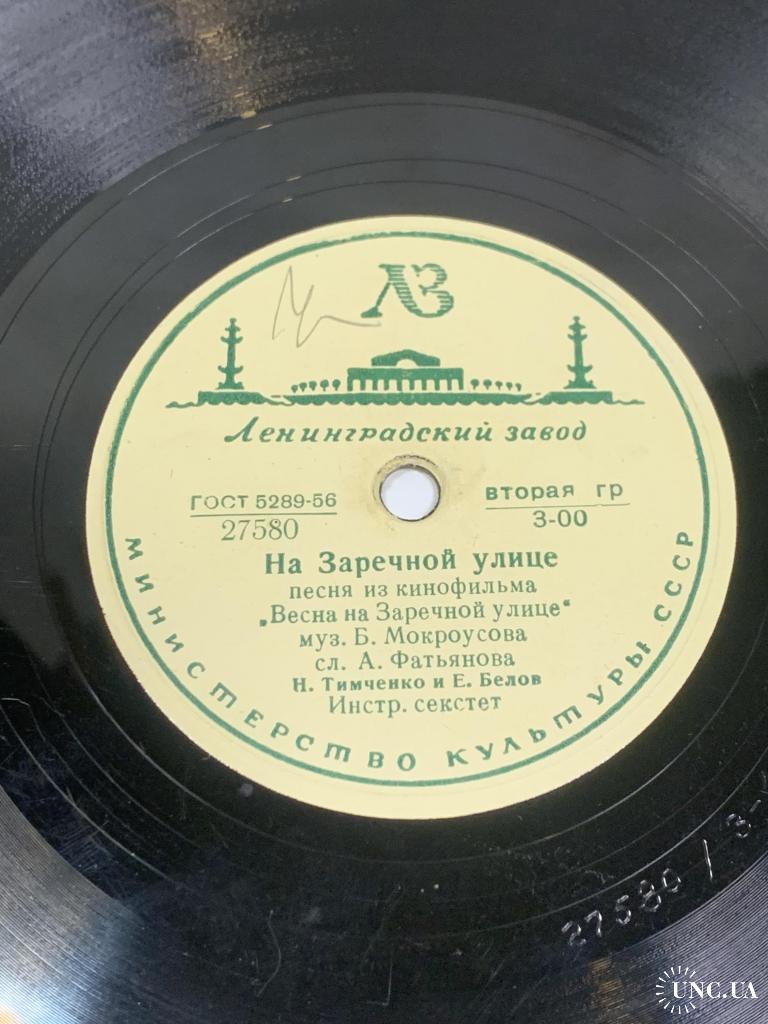 ЛЗ
Ленинградский завод
ГОСТ 5289-56
27580
вторая гр
3-00
На Заречной улице
песня из кинофильма
„Весна на Заречной улице“
муз. Б. Мокроусова
сл. А. Фатьянова
Н. Тимченко и Е. Белов
Инстр. секстет
МИНИСТЕРСТВО КУЛЬТУРЫ СССР
27580 / 3-
UNC.UA